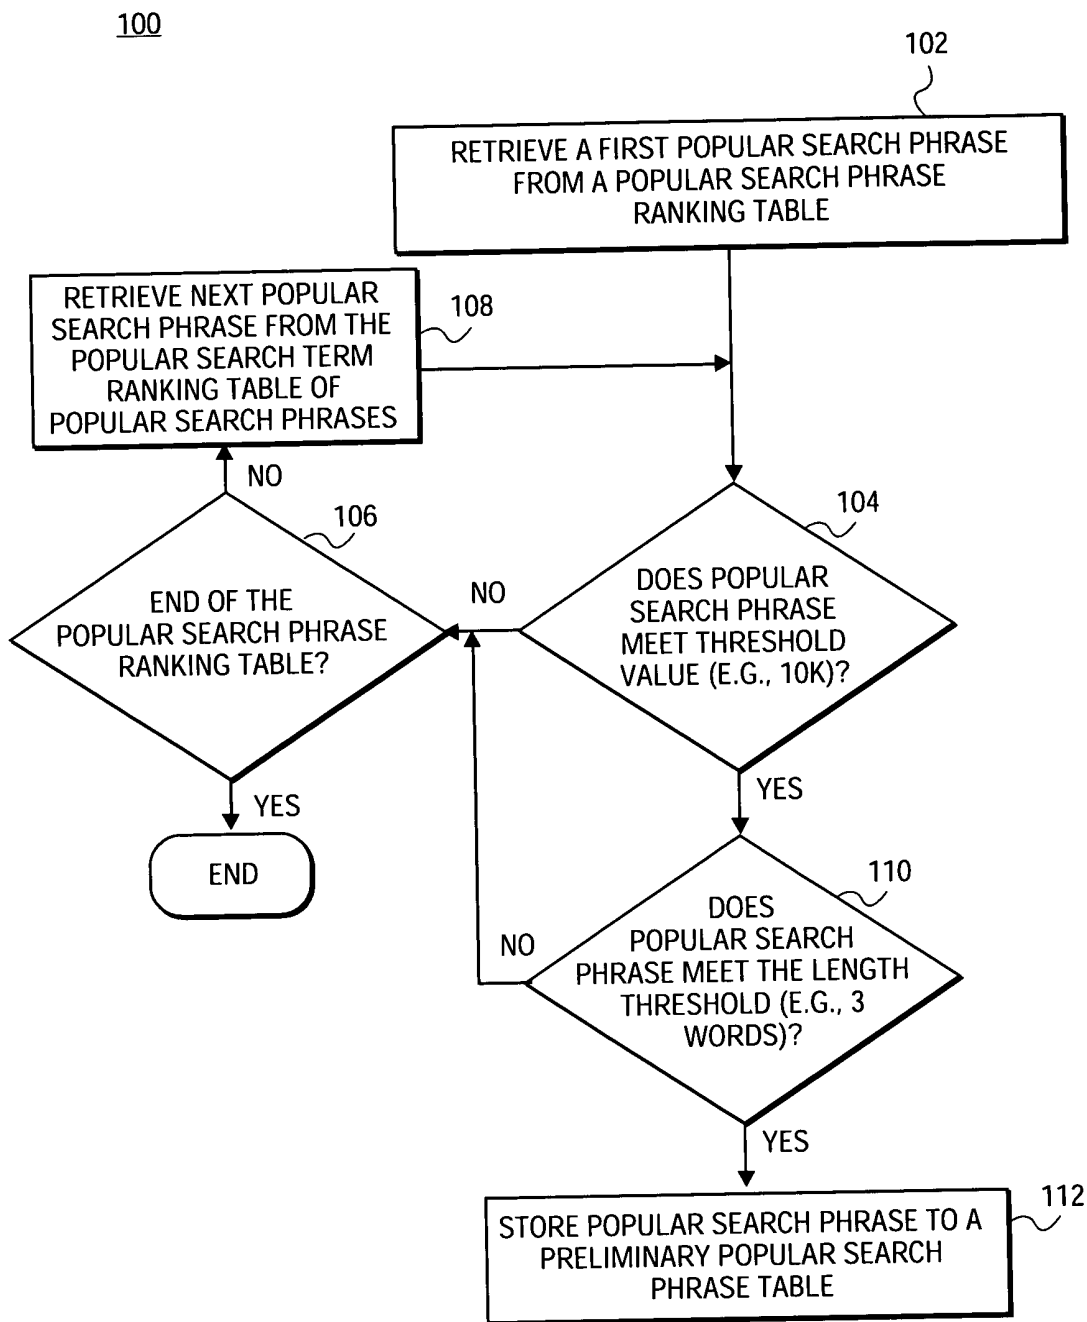 100
102
RETRIEVE A FIRST POPULAR SEARCH PHRASE
FROM A POPULAR SEARCH PHRASE
RANKING TABLE
RETRIEVE NEXT POPULAR
SEARCH PHRASE FROM THE
POPULAR SEARCH TERM
RANKING TABLE OF
POPULAR SEARCH PHRASES
108
NO
106
END OF THE
POPULAR SEARCH PHRASE
RANKING TABLE?
NO
104
DOES POPULAR
SEARCH PHRASE
MEET THRESHOLD
VALUE (E.G., 10K)?
YES
END
YES
110
DOES
POPULAR SEARCH
PHRASE MEET THE LENGTH
THRESHOLD (E.G., 3
WORDS)?
NO
YES
112
STORE POPULAR SEARCH PHRASE TO A
PRELIMINARY POPULAR SEARCH
PHRASE TABLE